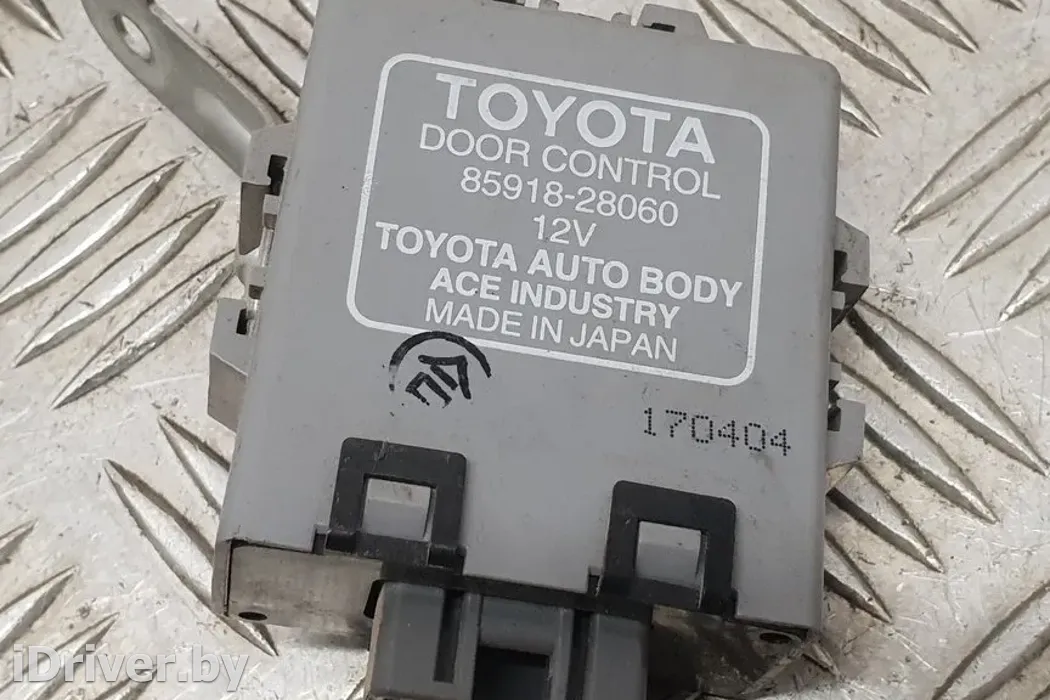 TOYOTA
DOOR CONTROL
85918-28060
12V
TOYOTA AUTO BODY
ACE INDUSTRY
MADE IN JAPAN
170404
iDriver.by